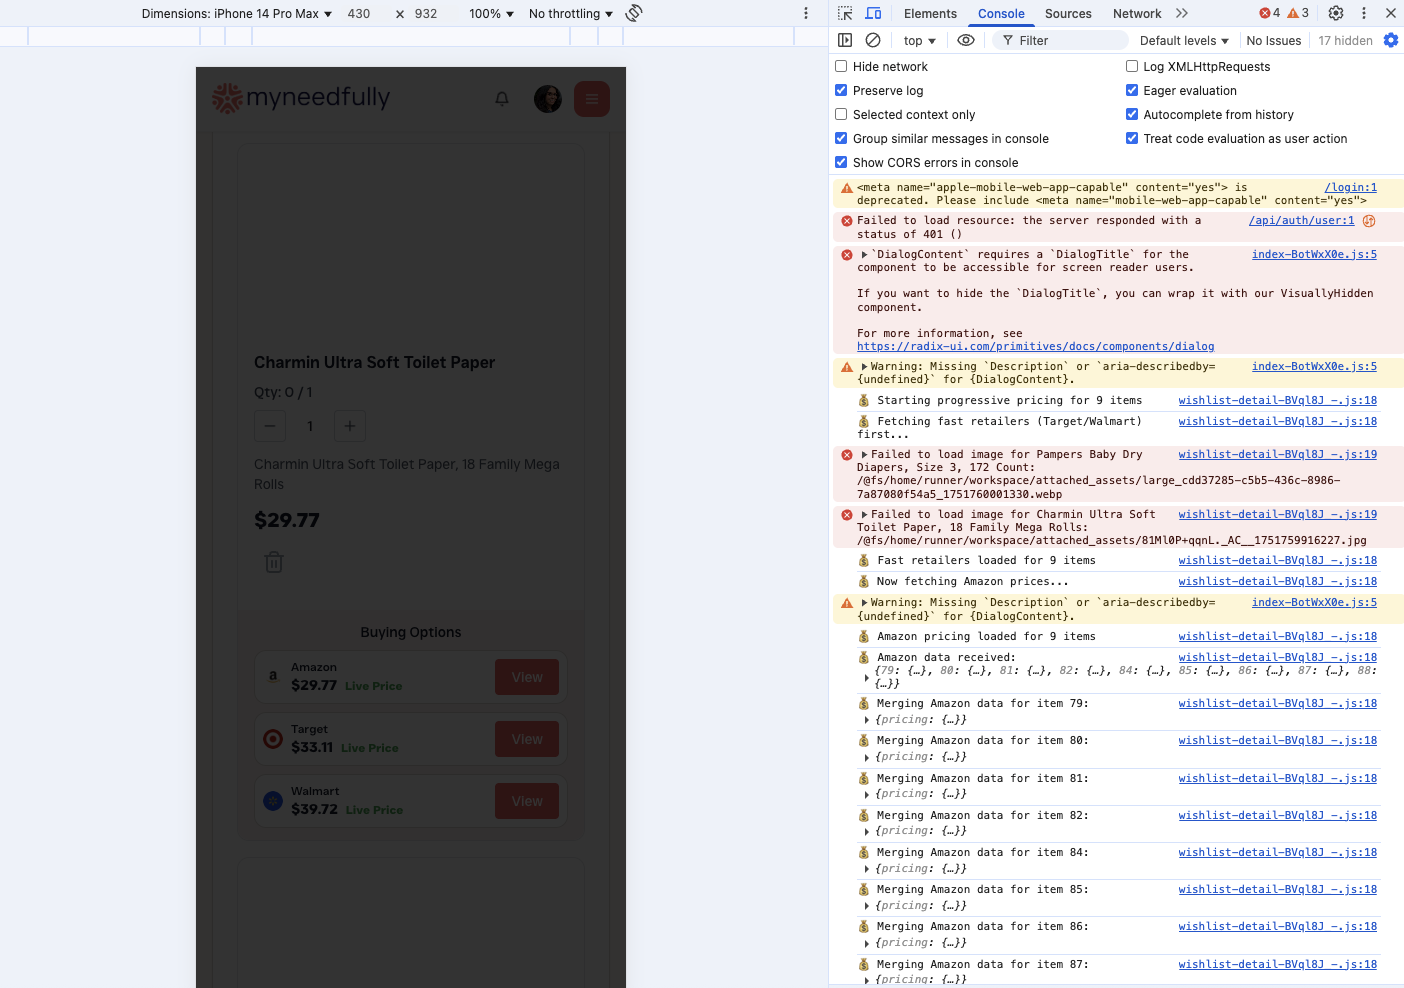 Dimensions: iPhone 14 Pro Max ▼ 430 × 932 100% ▼ No throttling ▼
Elements Console Sources Network 4 3
top ▼ Filter Default levels ▼ No Issues 17 hidden
Hide network Log XMLHttpRequests
Preserve log Eager evaluation
Selected context only Autocomplete from history
Group similar messages in console Treat code evaluation as user action
Show CORS errors in console
myneedfully
Charmin Ultra Soft Toilet Paper
Qty: 0 / 1
− 1 +
Charmin Ultra Soft Toilet Paper, 18 Family Mega
Rolls
$29.77
Buying Options
Amazon
$29.77 Live Price
View
Target
$33.11 Live Price
View
Walmart
$39.72 Live Price
View
<meta name="apple-mobile-web-app-capable" content="yes"> is /login:1
deprecated. Please include <meta name="mobile-web-app-capable" content="yes">
Failed to load resource: the server responded with a /api/auth/user:1
status of 401 ()
`DialogContent` requires a `DialogTitle` for the index-BotWxX0e.js:5
component to be accessible for screen reader users.
If you want to hide the `DialogTitle`, you can wrap it with our VisuallyHidden
component.
For more information, see
https://radix-ui.com/primitives/docs/components/dialog
Warning: Missing `Description` or `aria-describedby= index-BotWxX0e.js:5
{undefined}` for {DialogContent}.
Starting progressive pricing for 9 items wishlist-detail-BVql8J_-.js:18
Fetching fast retailers (Target/Walmart) wishlist-detail-BVql8J_-.js:18
first...
Failed to load image for Pampers Baby Dry wishlist-detail-BVql8J_-.js:19
Diapers, Size 3, 172 Count:
/@fs/home/runner/workspace/attached_assets/large_cdd37285-c5b5-436c-8986-
7a87080f54a5_1751760001330.webp
Failed to load image for Charmin Ultra Soft wishlist-detail-BVql8J_-.js:19
Toilet Paper, 18 Family Mega Rolls:
/@fs/home/runner/workspace/attached_assets/81Ml0P+qqnL._AC__1751759916227.jpg
Fast retailers loaded for 9 items wishlist-detail-BVql8J_-.js:18
Now fetching Amazon prices... wishlist-detail-BVql8J_-.js:18
Warning: Missing `Description` or `aria-describedby= index-BotWxX0e.js:5
{undefined}` for {DialogContent}.
Amazon pricing loaded for 9 items wishlist-detail-BVql8J_-.js:18
Amazon data received: wishlist-detail-BVql8J_-.js:18
{79: {…}, 80: {…}, 81: {…}, 82: {…}, 84: {…}, 85: {…}, 86: {…}, 87: {…}, 88:
{…}}
Merging Amazon data for item 79: wishlist-detail-BVql8J_-.js:18
{pricing: {…}}
Merging Amazon data for item 80: wishlist-detail-BVql8J_-.js:18
{pricing: {…}}
Merging Amazon data for item 81: wishlist-detail-BVql8J_-.js:18
{pricing: {…}}
Merging Amazon data for item 82: wishlist-detail-BVql8J_-.js:18
{pricing: {…}}
Merging Amazon data for item 84: wishlist-detail-BVql8J_-.js:18
{pricing: {…}}
Merging Amazon data for item 85: wishlist-detail-BVql8J_-.js:18
{pricing: {…}}
Merging Amazon data for item 86: wishlist-detail-BVql8J_-.js:18
{pricing: {…}}
Merging Amazon data for item 87: wishlist-detail-BVql8J_-.js:18
{pricing: {…}}